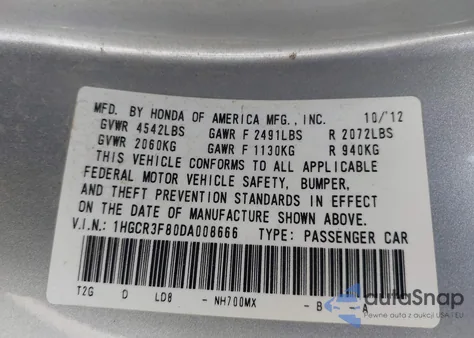 MFD. BY HONDA OF AMERICA MFG., INC. 10/'12
GVWR 4542LBS GAWR F 2491LBS R 2072LBS
GVWR 2060KG GAWR F 1130KG R 940KG
THIS VEHICLE CONFORMS TO ALL APPLICABLE
FEDERAL MOTOR VEHICLE SAFETY, BUMPER,
AND THEFT PREVENTION STANDARDS IN EFFECT
ON THE DATE OF MANUFACTURE SHOWN ABOVE.
V.I.N.: 1HGCR3F80DA008666 TYPE: PASSENGER CAR
T2G D LD8 - NH700MX - B A
autoSnap
Pewne auta z aukcji USA i EU